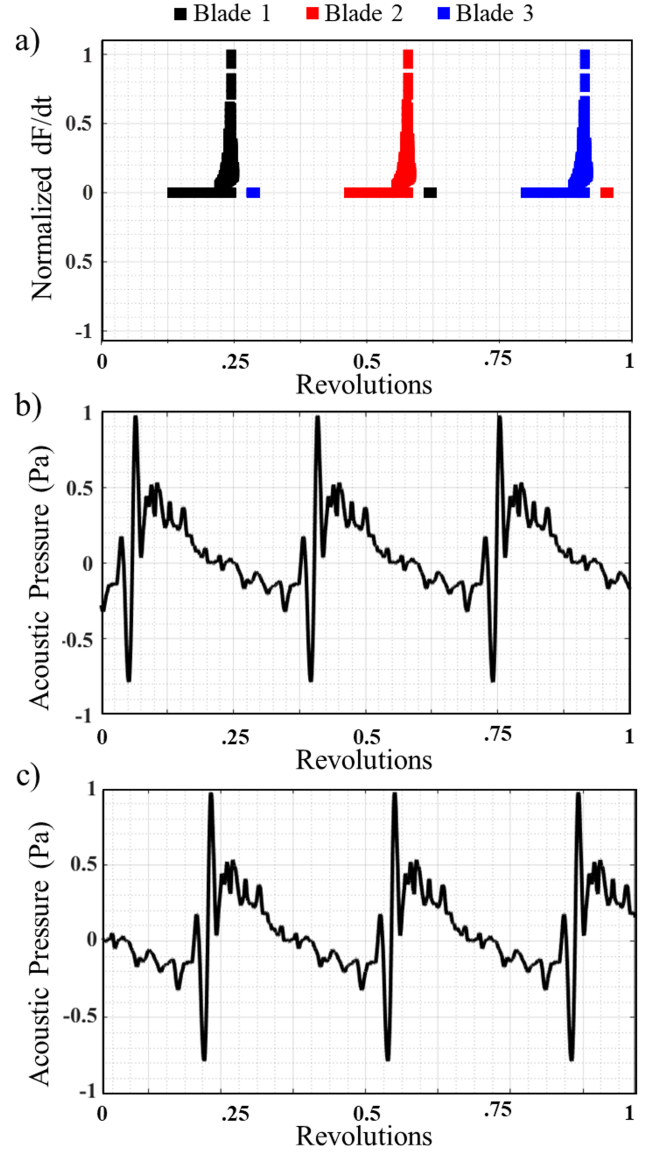 Blade 1 Blade 2 Blade 3
a)
1
0.5
0
0.5
-1
Normalized dF/dt
0 .25 0.5 .75 1
Revolutions
b)
1
0.5
0
-0.5
-1
Acoustic Pressure (Pa)
0 .25 0.5 .75 1
Revolutions
c)
1
0.5
0
-0.5
-1
Acoustic Pressure (Pa)
0 .25 0.5 .75 1
Revolutions